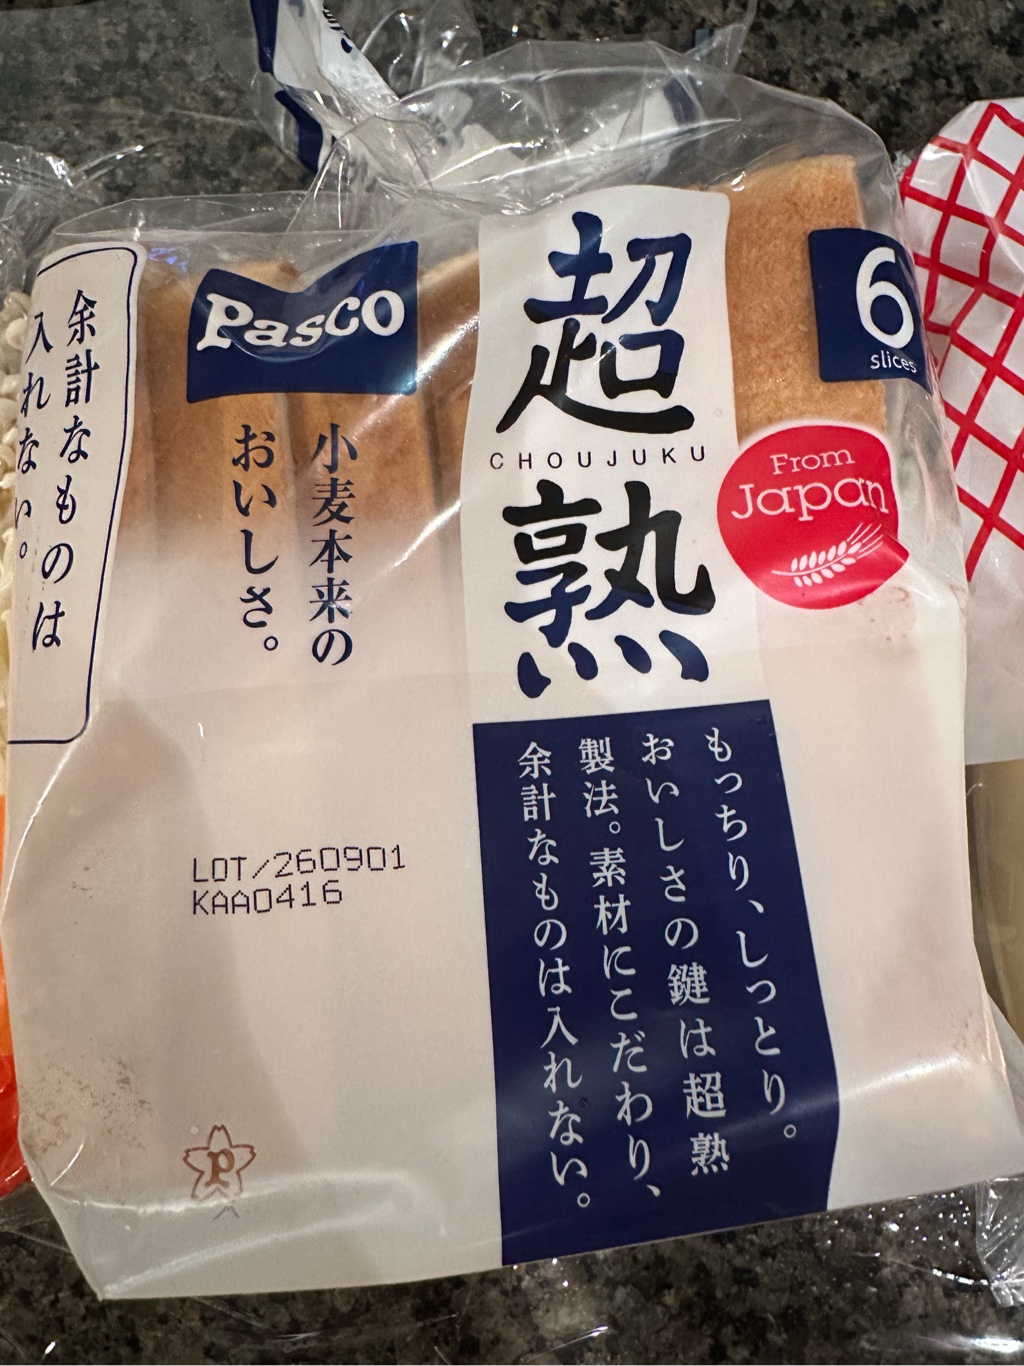 Pasco
超熟
CHOUJUKU
6
slices
From
Japan
小麦本来の
おいしさ。
余計なものは
入れない。
もっちり、しっとり。
おいしさの鍵は超熟
製法。素材にこだわり、
余計なものは入れない。
LOT/260901
KAA0416
P